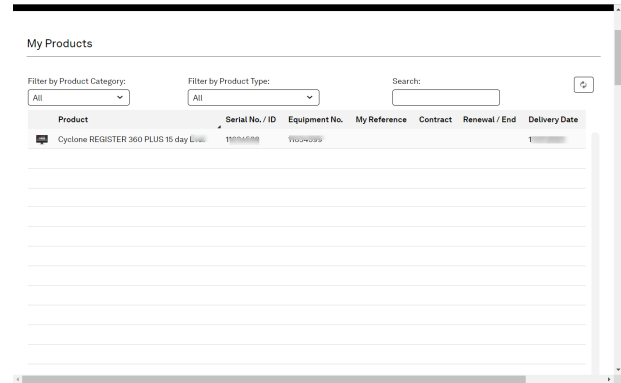 My Products
Filter by Product Category: Filter by Product Type: Search:
All All
Product Serial No. / ID Equipment No. My Reference Contract Renewal / End Delivery Date
Cyclone REGISTER 360 PLUS 15 day